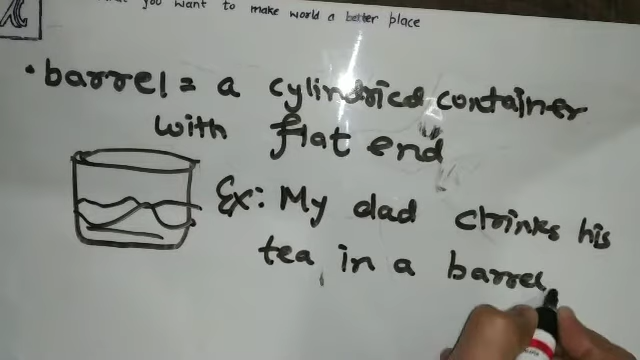 you want to make world a better place
• barrel = a cylindrical container
with flat end
Ex: My dad drinks his
tea in a barrel